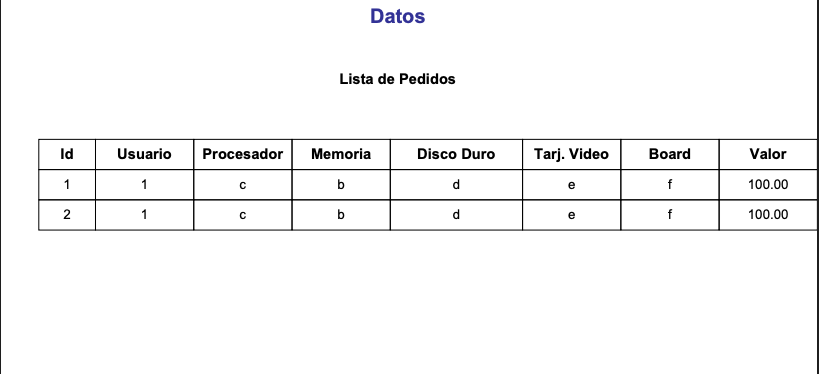 Datos
Lista de Pedidos
Id Usuario Procesador Memoria Disco Duro Tarj. Video Board Valor
1 1 c b d e f 100.00
2 1 c b d e f 100.00